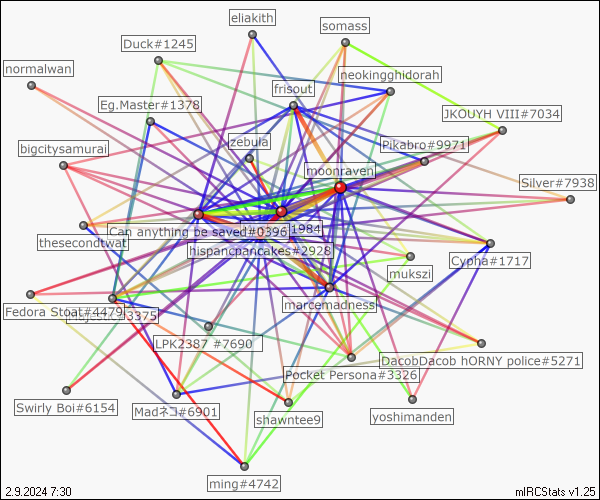 eliakith
somass
Duck#1245
normalwan
neokingghidorah
frisout
Eg.Master#1378
JKOUYH VIII#7034
zebula
Pikabro#9971
bigcitysamurai
moonraven
Silver#7938
1984
Can anything be saved#0396
thesecondtwat
hispancpancakes#2928
Cypha#1717
mukszi
marcemadness
Fedora Stoat#4479
3375
LPK2387 #7690
DacobDacob hORNY police#5271
Pocket Persona#3326
Swirly Boi#6154
Madネコ#6901
shawntee9
yoshimanden
ming#4742
2.9.2024 7:30
mIRCStats v1.25